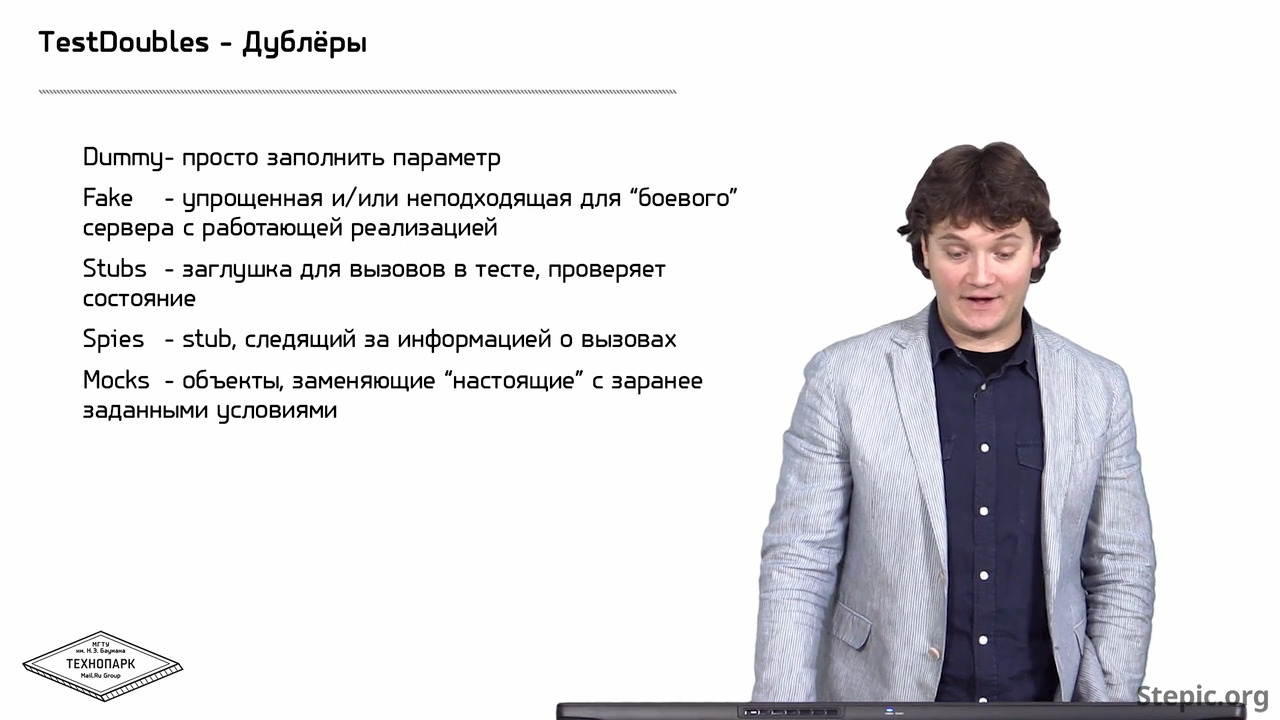 TestDoubles - Дублёры
Dummy- просто заполнить параметр
Fake - упрощенная и/или неподходящая для “боевого”
сервера с работающей реализацией
Stubs - заглушка для вызовов в тесте, проверяет
состояние
Spies - stub, следящий за информацией о вызовах
Mocks - объекты, заменяющие “настоящие” с заранее
заданными условиями
МГТУ
им. Н.Э. Баумана
ТЕХНОПАРК
Mail.Ru Group
Stepic.org